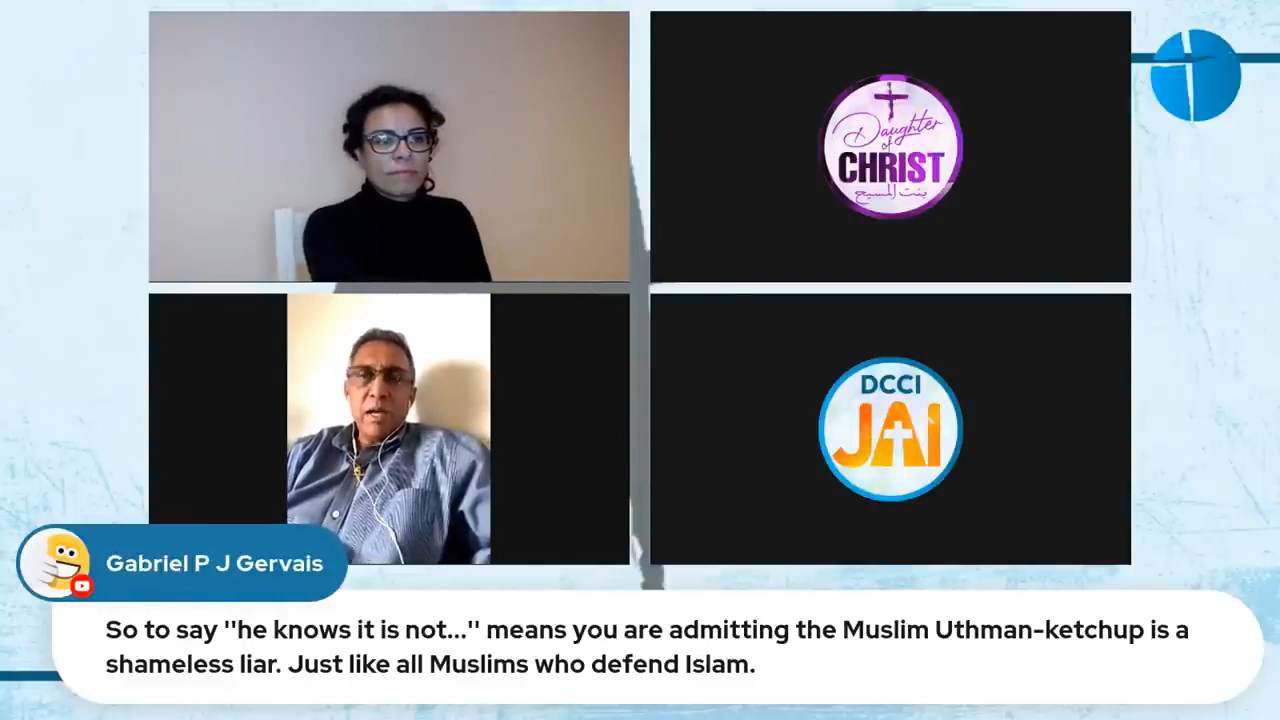 Daughter
of
CHRIST
بنت المسيح
DCCI
JAI
Gabriel P J Gervais
So to say "he knows it is not..." means you are admitting the Muslim Uthman-ketchup is a
shameless liar. Just like all Muslims who defend Islam.